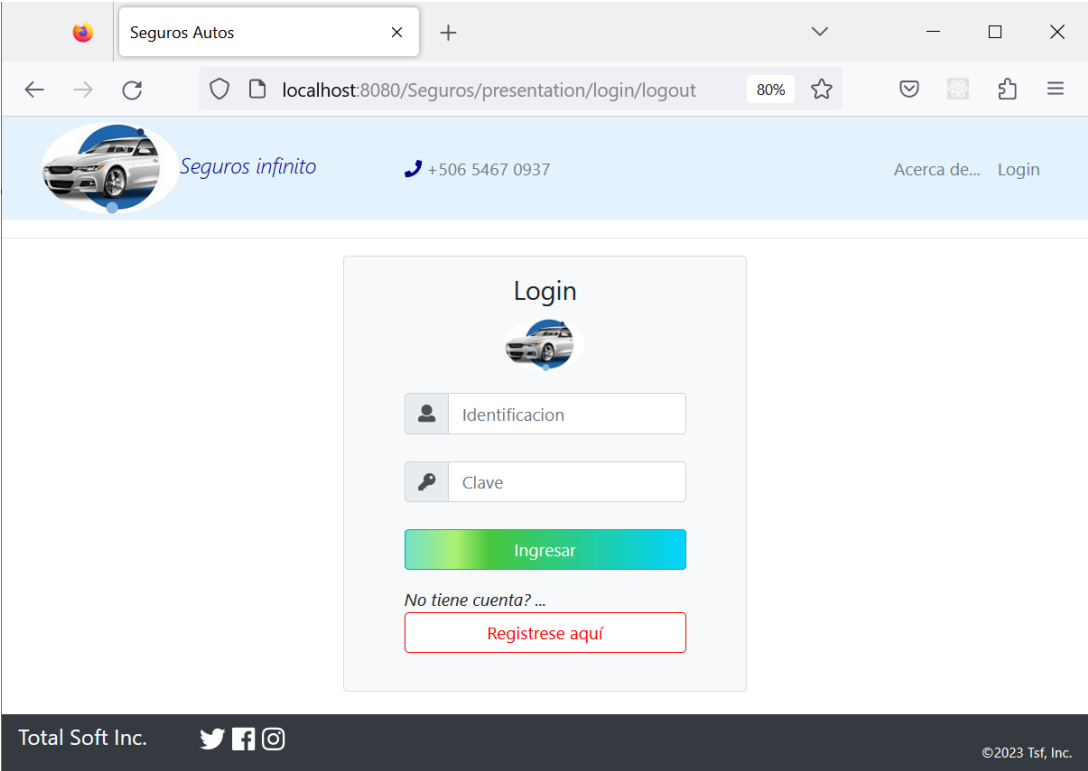 Seguros Autos
localhost:8080/Seguros/presentation/login/logout 80%
Seguros infinito +506 5467 0937 Acerca de... Login
Login
Identificacion
Clave
Ingresar
No tiene cuenta? ...
Registrese aquí
Total Soft Inc.
©2023 Tsf, Inc.